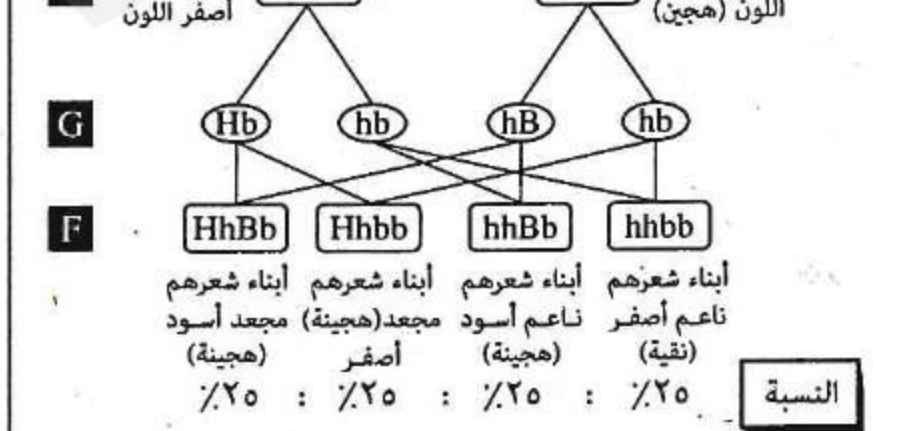 أصفر اللون
اللون (هجين)
G
Hb hb hB hb
F
HhBb Hhbb hhBb hhbb
أبناء شعرهم أبناء شعرهم أبناء شعرهم أبناء شعرهم
ناعم أصفر ناعم أسود مجعد (هجينة) مجعد أسود
(نقية) (هجينة) أصفر (هجينة)
النسبة ٢٥٪ : ٢٥٪ : ٢٥٪ : ٢٥٪